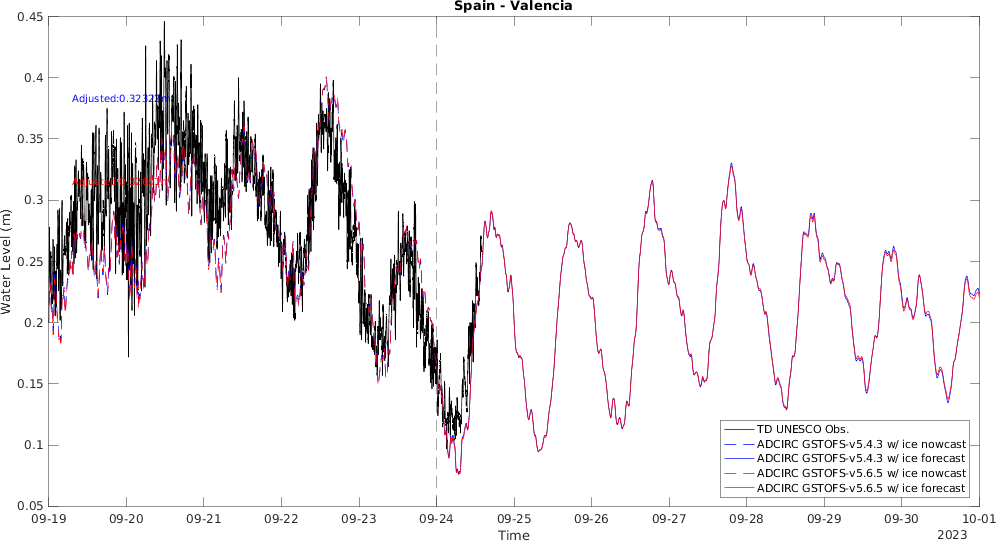 Spain - Valencia
0.45
0.4
0.35
0.3
0.25
0.2
0.15
0.1
0.05
Water Level (m)
TD UNESCO Obs.
ADCIRC GSTOFS-v5.4.3 w/ ice nowcast
ADCIRC GSTOFS-v5.4.3 w/ ice forecast
ADCIRC GSTOFS-v5.6.5 w/ ice nowcast
ADCIRC GSTOFS-v5.6.5 w/ ice forecast
09-19 09-20 09-21 09-22 09-23 09-24 09-25 09-26 09-27 09-28 09-29 09-30 10-01
Time
2023